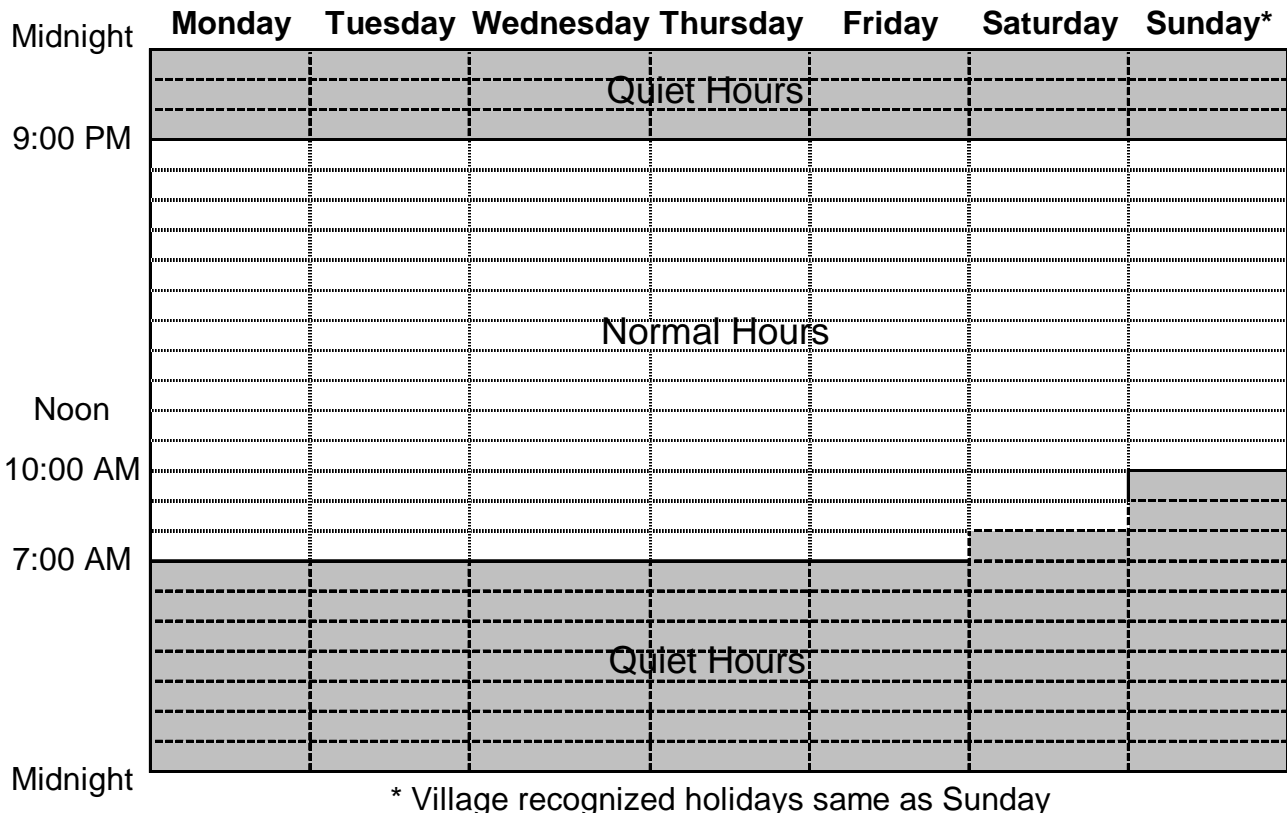 Midnight Monday Tuesday Wednesday Thursday Friday Saturday Sunday*
Quiet Hours
9:00 PM
Normal Hours
Noon
10:00 AM
7:00 AM
Quiet Hours
Midnight
* Village recognized holidays same as Sunday